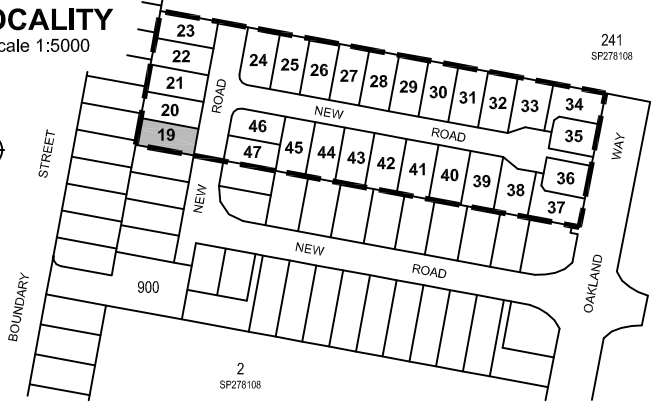 OCALITY
cale 1:5000
241
SP278108
23
22
21
20
19
ROAD
24
25
26
27
28
29
30
31
32
33
34
35
36
37
NEW
ROAD
46
47
45
44
43
42
41
40
39
38
WAY
STREET
NEW
NEW
ROAD
OAKLAND
900
BOUNDARY
2
SP278108